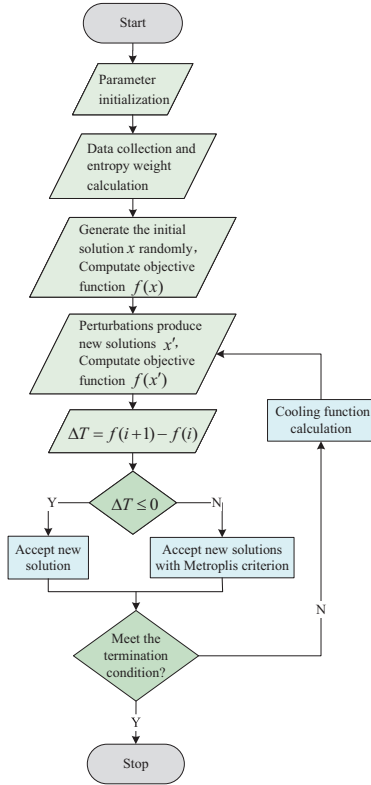 Start
Parameter
initialization
Data collection and
entropy weight
calculation
Generate the initial
solution x randomly,
Computate objective
function f(x)
Perturbations produce
new solutions x′,
Computate objective
function f(x′)
ΔT = f(i+1) − f(i)
Cooling function
calculation
ΔT ≤ 0
Y
N
Accept new
solution
Accept new solutions
with Metroplis criterion
N
Meet the
termination
condition?
Y
Stop